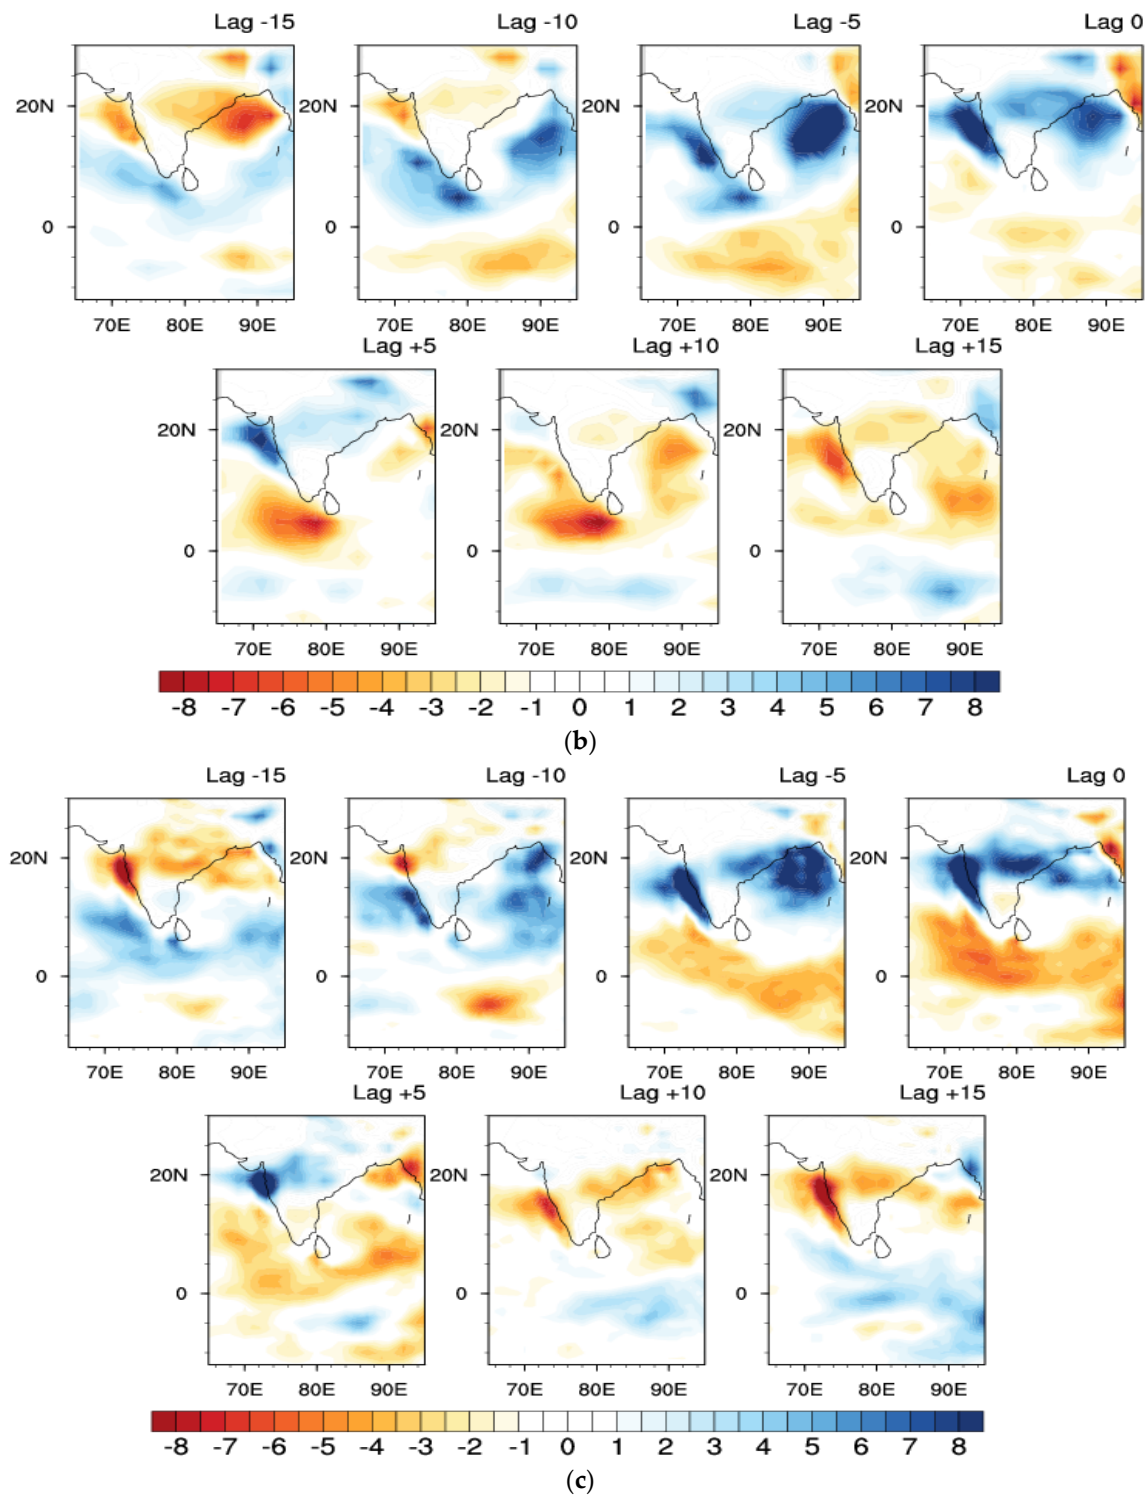 Lag -15 Lag -10 Lag -5 Lag 0
20N 20N 20N 20N
0 0 0 0
70E 80E 90E 70E 80E 90E 70E 80E 90E 70E 80E 90E
Lag +5 Lag +10 Lag +15
20N 20N 20N
0 0 0
70E 80E 90E 70E 80E 90E 70E 80E 90E
-8 -7 -6 -5 -4 -3 -2 -1 0 1 2 3 4 5 6 7 8
(b)
Lag -15 Lag -10 Lag -5 Lag 0
20N 20N 20N 20N
0 0 0 0
70E 80E 90E 70E 80E 90E 70E 80E 90E 70E 80E 90E
Lag +5 Lag +10 Lag +15
20N 20N 20N
0 0 0
70E 80E 90E 70E 80E 90E 70E 80E 90E
-8 -7 -6 -5 -4 -3 -2 -1 0 1 2 3 4 5 6 7 8
(c)